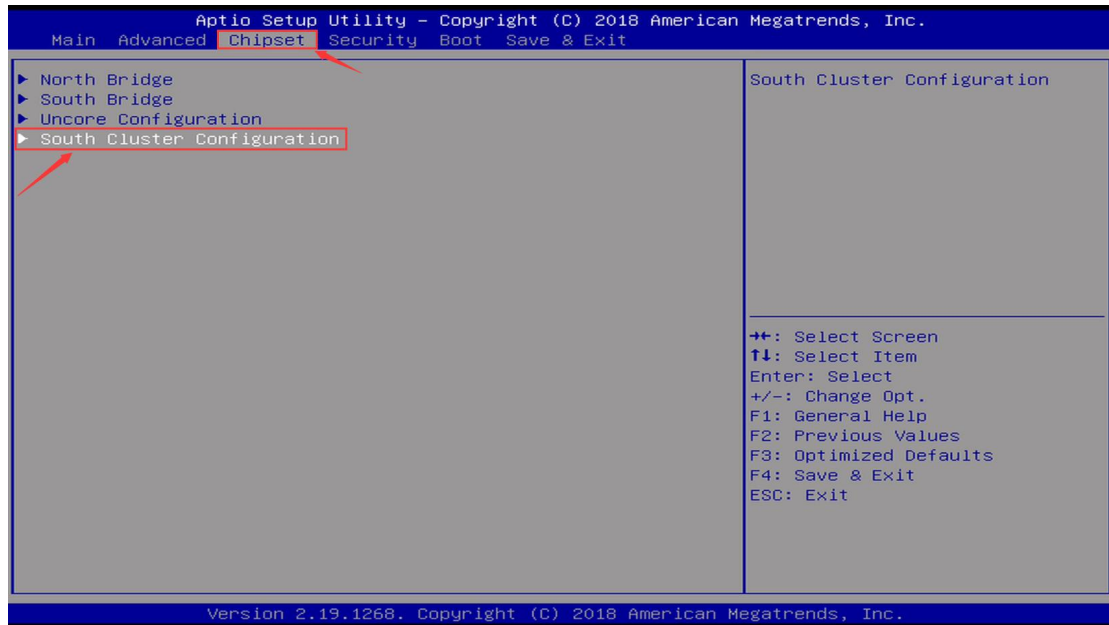 Aptio Setup Utility – Copyright (C) 2018 American Megatrends, Inc.
Main Advanced Chipset Security Boot Save & Exit
► North Bridge
► South Bridge
► Uncore Configuration
► South Cluster Configuration
South Cluster Configuration
→←: Select Screen
↑↓: Select Item
Enter: Select
+/-: Change Opt.
F1: General Help
F2: Previous Values
F3: Optimized Defaults
F4: Save & Exit
ESC: Exit
Version 2.19.1268. Copyright (C) 2018 American Megatrends, Inc.